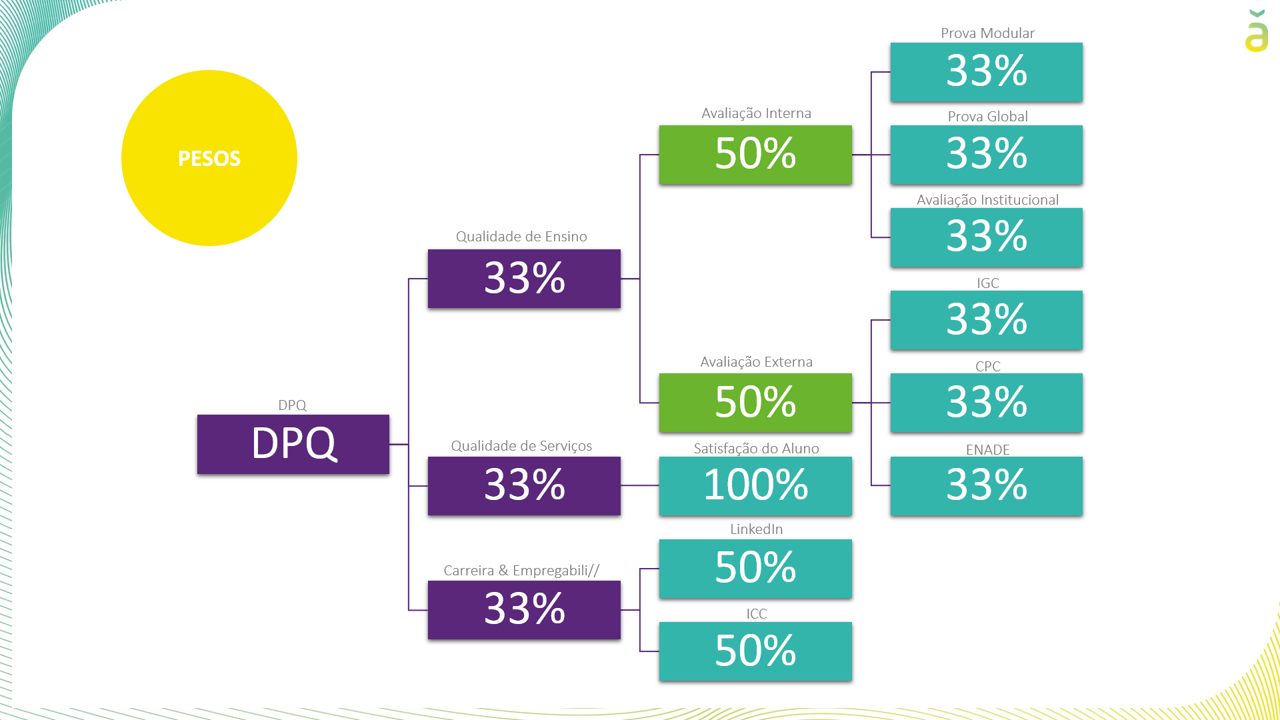 ă
PESOS
DPQ
DPQ
Qualidade de Ensino
33%
Qualidade de Serviços
33%
Carreira & Empregabili//
33%
Avaliação Interna
50%
Avaliação Externa
50%
Satisfação do Aluno
100%
LinkedIn
50%
ICC
50%
Prova Modular
33%
Prova Global
33%
Avaliação Institucional
33%
IGC
33%
CPC
33%
ENADE
33%